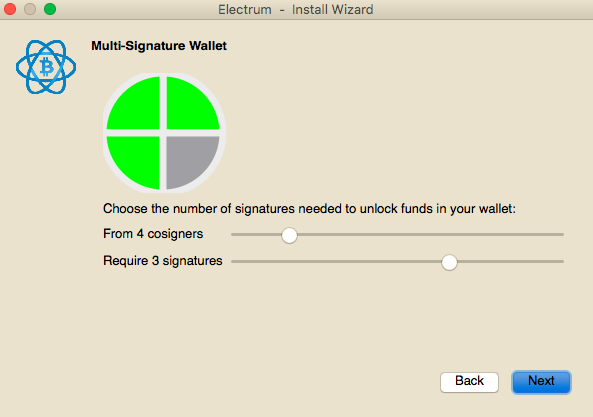 Electrum - Install Wizard
Multi-Signature Wallet
Choose the number of signatures needed to unlock funds in your wallet:
From 4 cosigners
Require 3 signatures
Back
Next